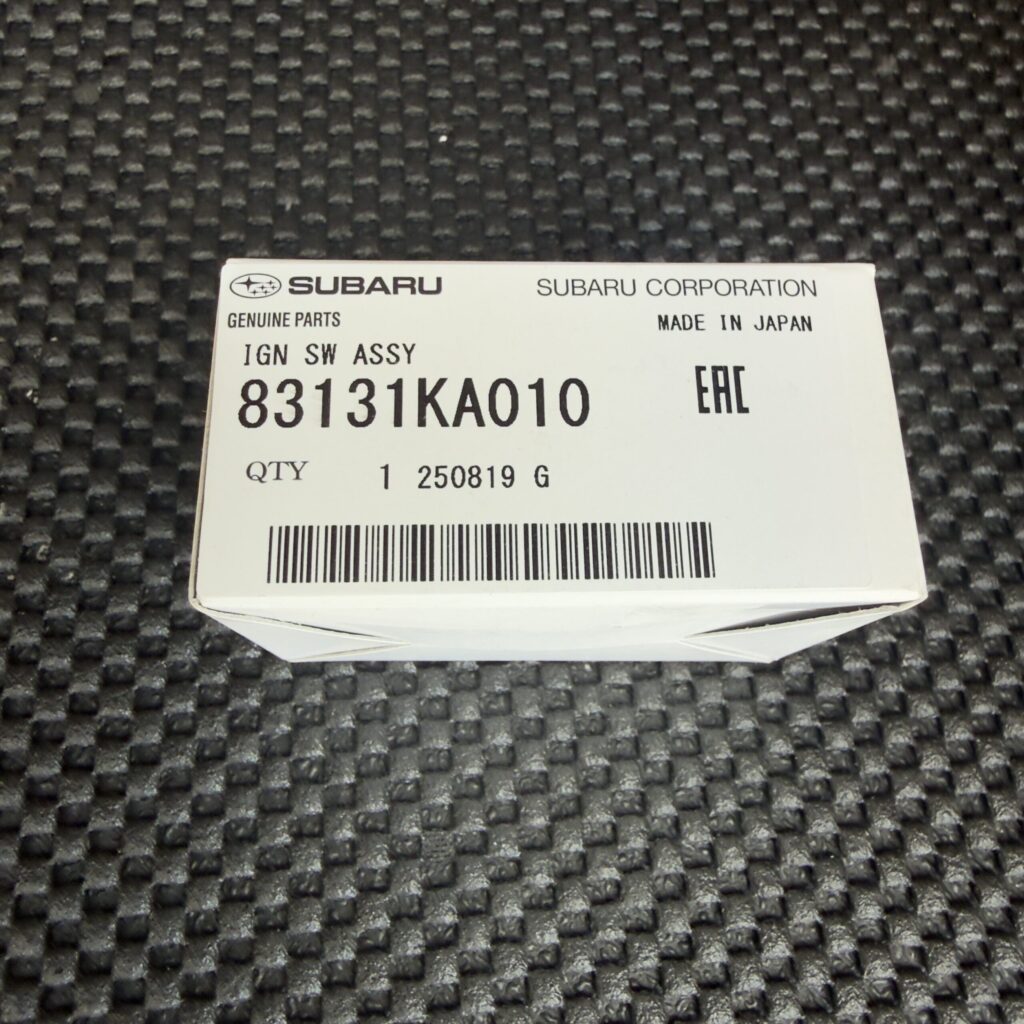 SUBARU SUBARU CORPORATION
GENUINE PARTS MADE IN JAPAN
IGN SW ASSY
83131KA010 EAC
QTY 1 250819 G